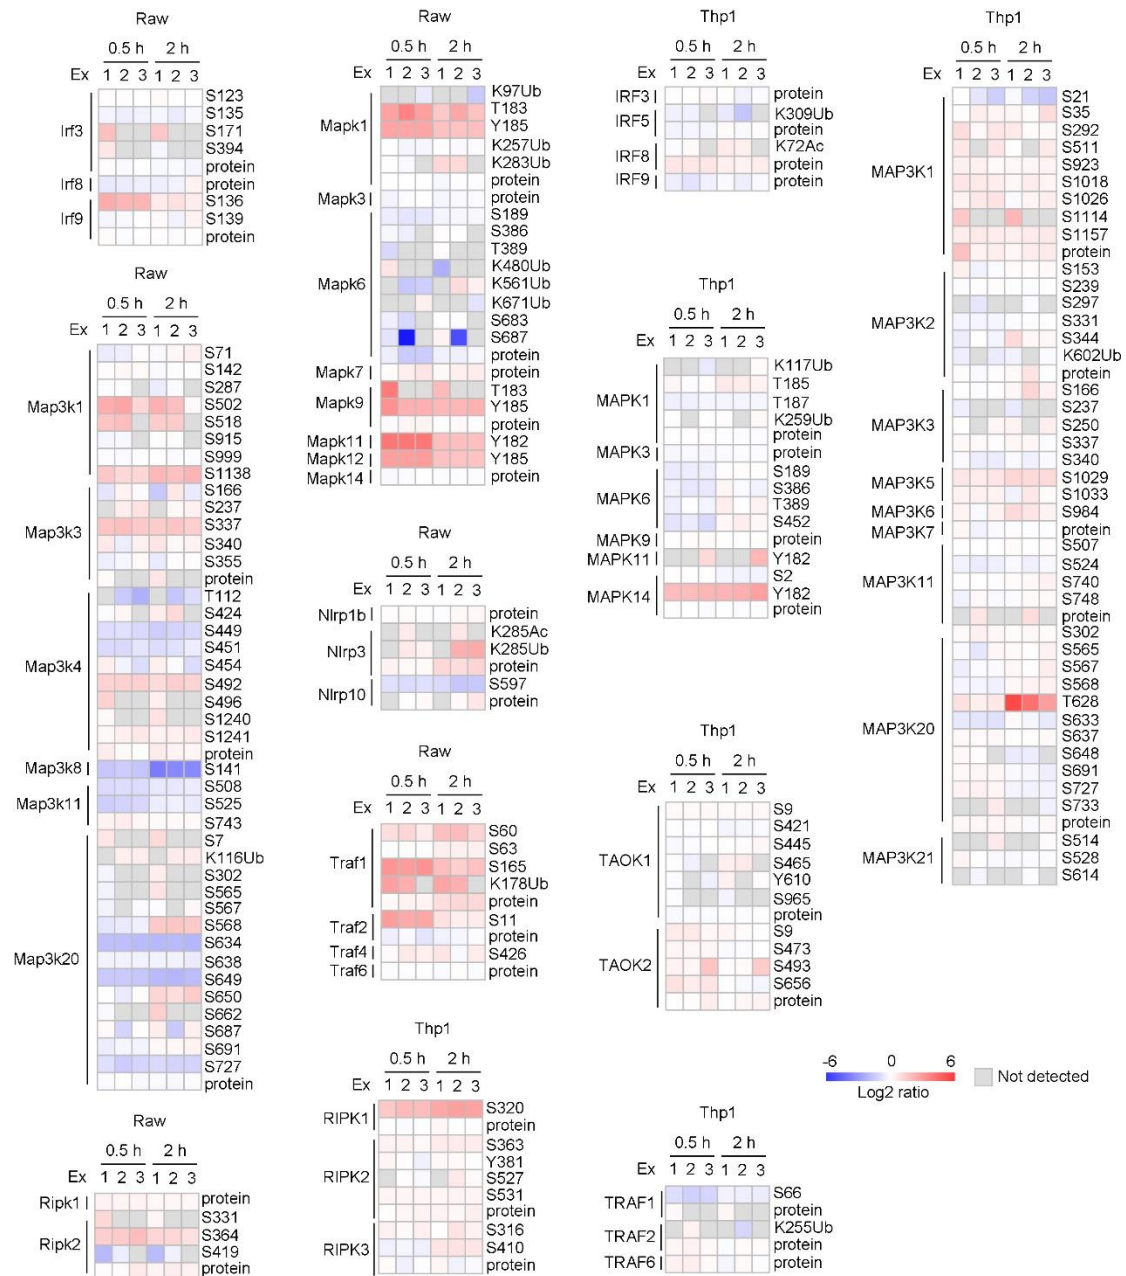 Raw
0.5 h 2 h
Ex 1 2 3 1 2 3
Irf3
S123
S135
S171
S394
protein
Irf8
protein
Irf9
S136
S139
protein
Raw
0.5 h 2 h
Ex 1 2 3 1 2 3
Map3k1
S71
S142
S287
S502
S518
S915
S999
S1138
Map3k3
S166
S237
S337
S340
S355
protein
Map3k4
T112
S424
S449
S451
S454
S492
S496
S1240
S1241
protein
Map3k8
S141
Map3k11
S508
S525
S743
Map3k20
S7
K116Ub
S302
S565
S567
S568
S634
S638
S649
S650
S662
S687
S691
S727
protein
Raw
0.5 h 2 h
Ex 1 2 3 1 2 3
Ripk1
protein
Ripk2
S331
S364
S419
protein
Raw
0.5 h 2 h
Ex 1 2 3 1 2 3
Mapk1
K97Ub
T183
Y185
K257Ub
K283Ub
protein
Mapk3
protein
Mapk6
S189
S386
T389
K480Ub
K561Ub
K671Ub
S683
S687
protein
Mapk7
protein
Mapk9
T183
Y185
protein
Mapk11
Y182
Mapk12
Y185
Mapk14
protein
Raw
0.5 h 2 h
Ex 1 2 3 1 2 3
Nlrp1b
protein
Nlrp3
K285Ac
K285Ub
protein
Nlrp10
S597
protein
Raw
0.5 h 2 h
Ex 1 2 3 1 2 3
Traf1
S60
S63
S165
K178Ub
protein
Traf2
S11
protein
Traf4
S426
Traf6
protein
Thp1
0.5 h 2 h
Ex 1 2 3 1 2 3
RIPK1
S320
protein
RIPK2
S363
Y381
S527
S531
protein
RIPK3
S316
S410
protein
Thp1
0.5 h 2 h
Ex 1 2 3 1 2 3
IRF3
protein
IRF5
K309Ub
protein
IRF8
K72Ac
protein
IRF9
protein
Thp1
0.5 h 2 h
Ex 1 2 3 1 2 3
MAPK1
K117Ub
T185
T187
K259Ub
protein
MAPK3
protein
MAPK6
S189
S386
T389
S452
MAPK9
protein
MAPK11
Y182
MAPK14
S2
Y182
protein
Thp1
0.5 h 2 h
Ex 1 2 3 1 2 3
TAOK1
S9
S421
S445
S465
Y610
S965
protein
TAOK2
S9
S473
S493
S656
protein
Thp1
0.5 h 2 h
Ex 1 2 3 1 2 3
TRAF1
S66
protein
TRAF2
K255Ub
protein
TRAF6
protein
Thp1
0.5 h 2 h
Ex 1 2 3 1 2 3
MAP3K1
S21
S35
S292
S511
S923
S1018
S1026
S1114
S1157
protein
MAP3K2
S153
S239
S297
S331
S344
K602Ub
protein
MAP3K3
S166
S237
S250
S337
S340
MAP3K5
S1029
S1033
MAP3K6
S984
MAP3K7
protein
MAP3K11
S507
S524
S740
S748
protein
MAP3K20
S302
S565
S567
S568
T628
S633
S637
S648
S691
S727
S733
protein
MAP3K21
S514
S528
S614
-6 0 6
Log2 ratio
Not detected